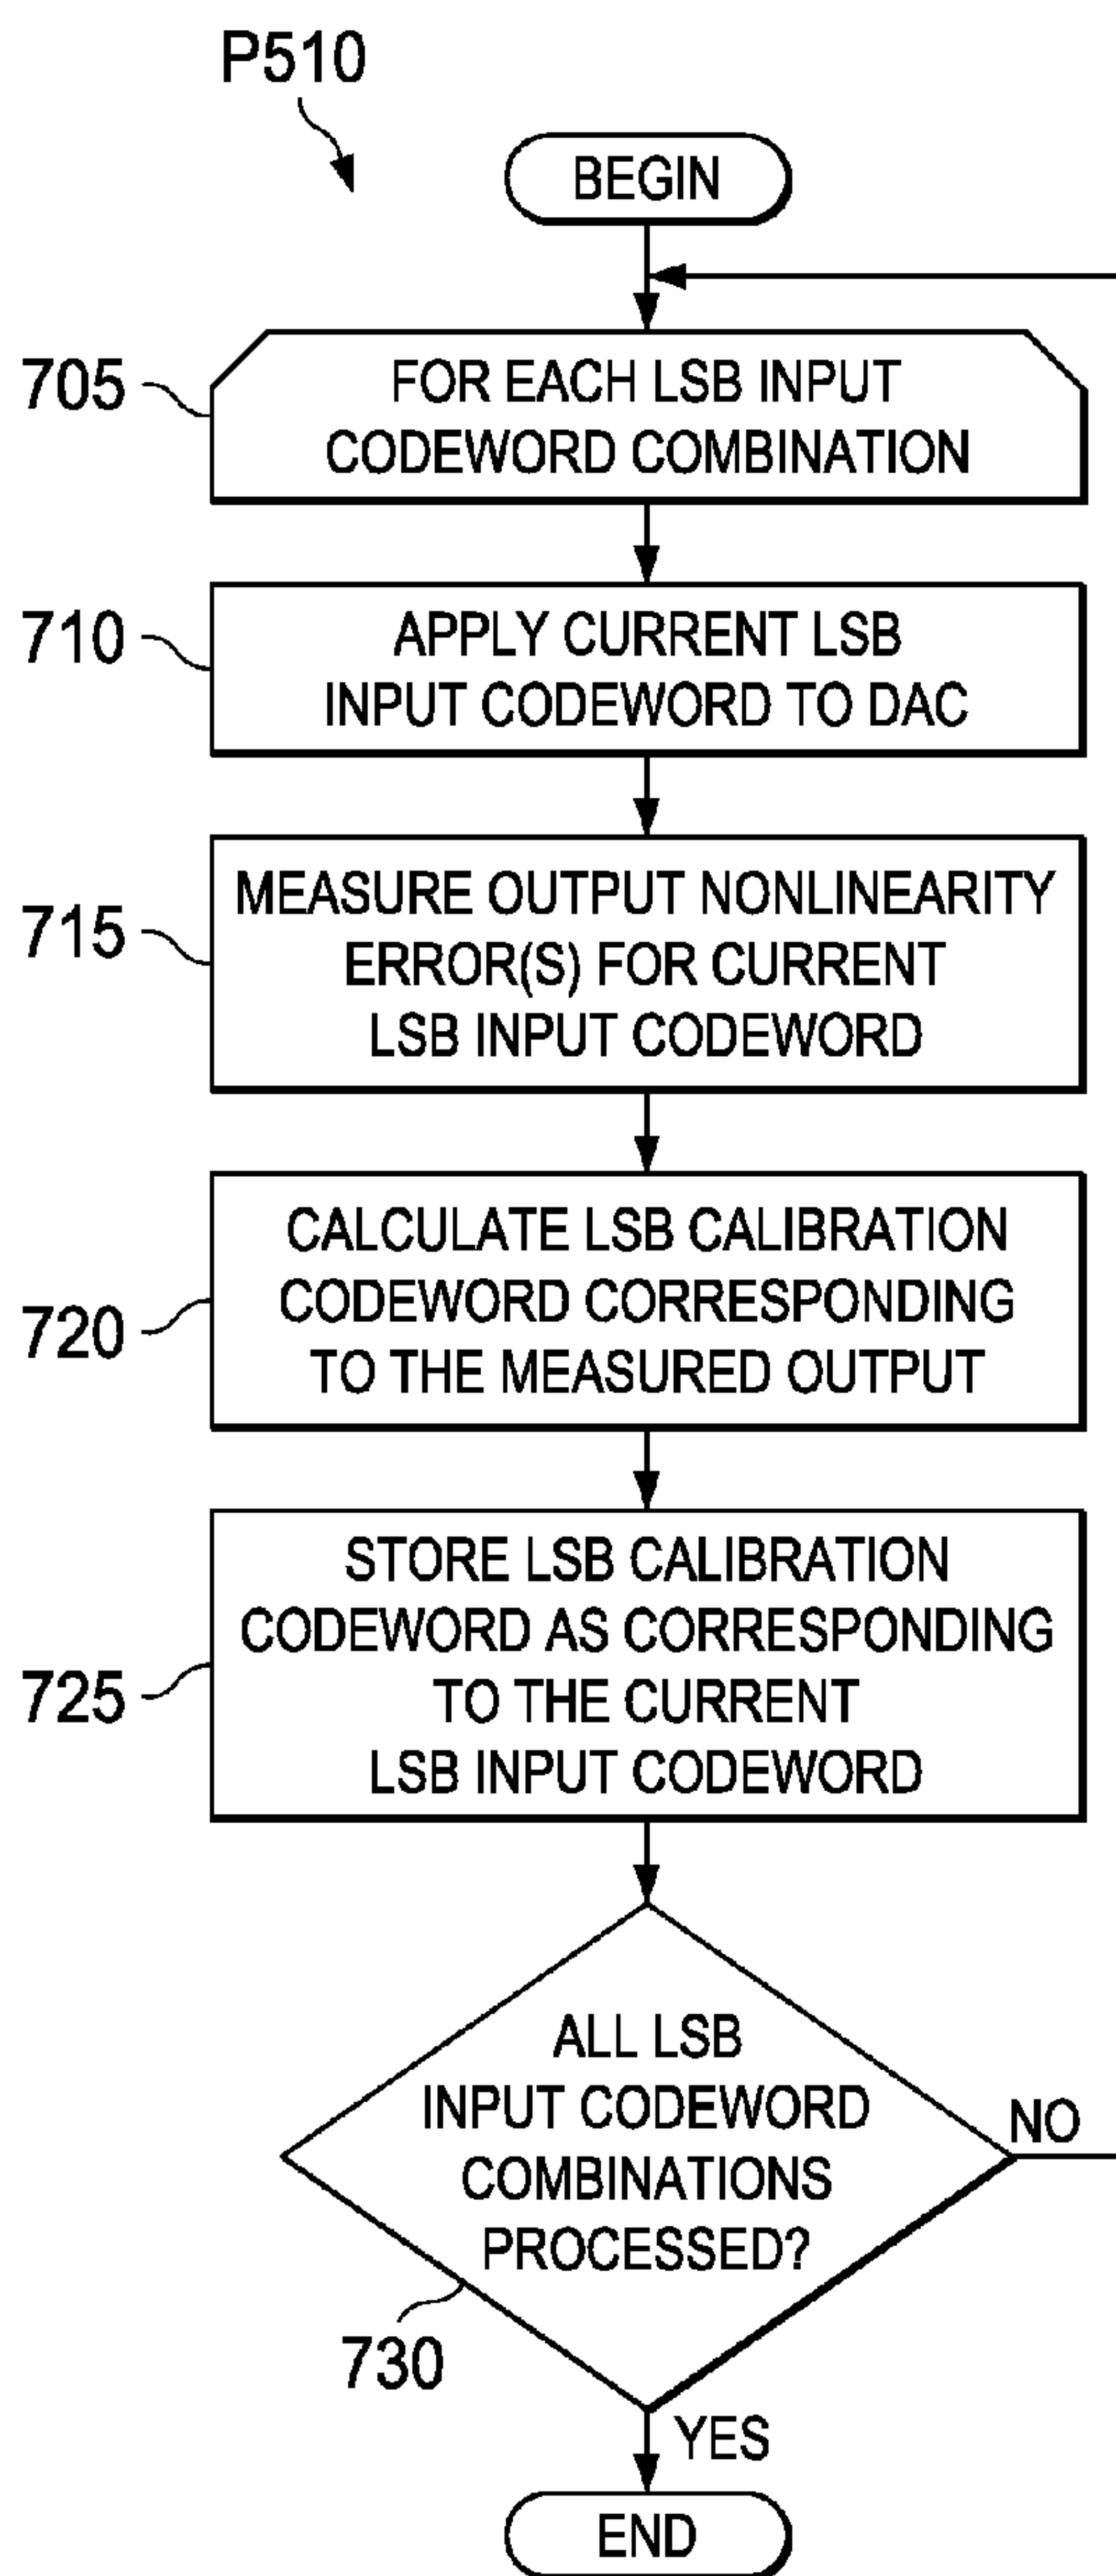 P510
BEGIN
705
FOR EACH LSB INPUT
CODEWORD COMBINATION
710
APPLY CURRENT LSB
INPUT CODEWORD TO DAC
715
MEASURE OUTPUT NONLINEARITY
ERROR(S) FOR CURRENT
LSB INPUT CODEWORD
720
CALCULATE LSB CALIBRATION
CODEWORD CORRESPONDING
TO THE MEASURED OUTPUT
725
STORE LSB CALIBRATION
CODEWORD AS CORRESPONDING
TO THE CURRENT
LSB INPUT CODEWORD
ALL LSB
INPUT CODEWORD
COMBINATIONS
PROCESSED?
NO
730
YES
END